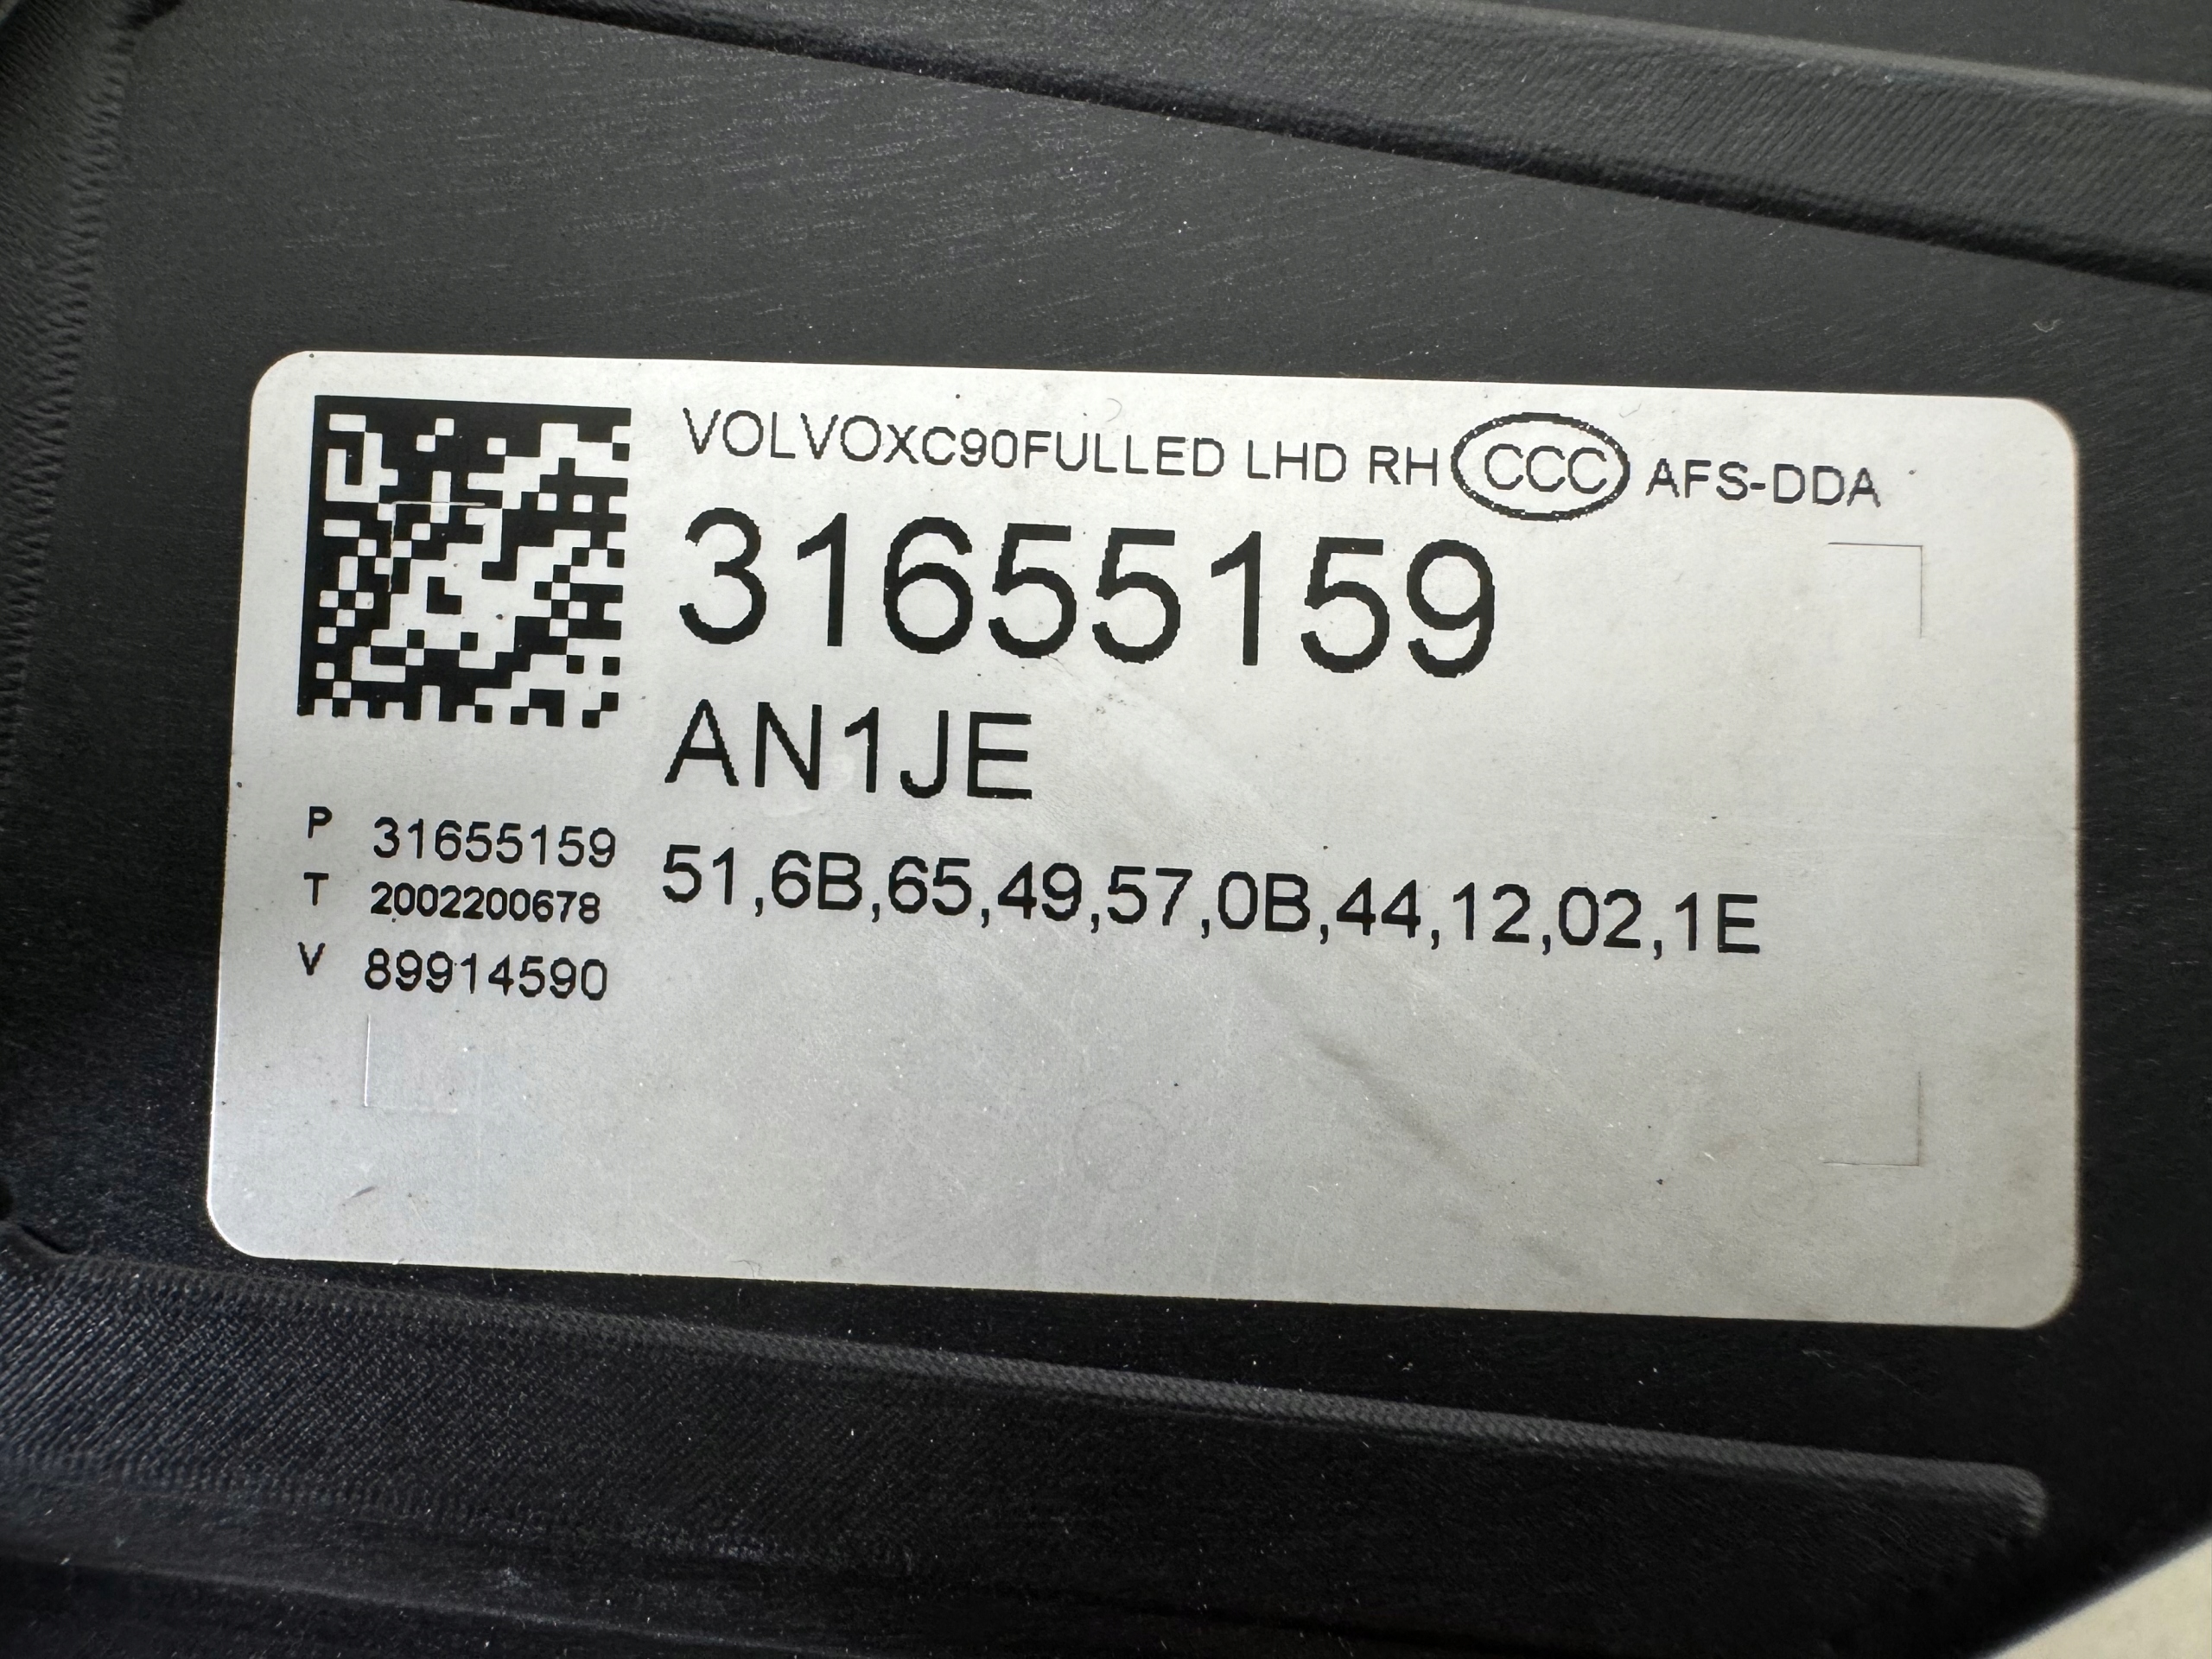 VOLVOXC90FULLED LHD RH CCC AFS-DDA
31655159
AN1JE
P 31655159
T 2002200678
V 89914590
51,6B,65,49,57,0B,44,12,02,1E